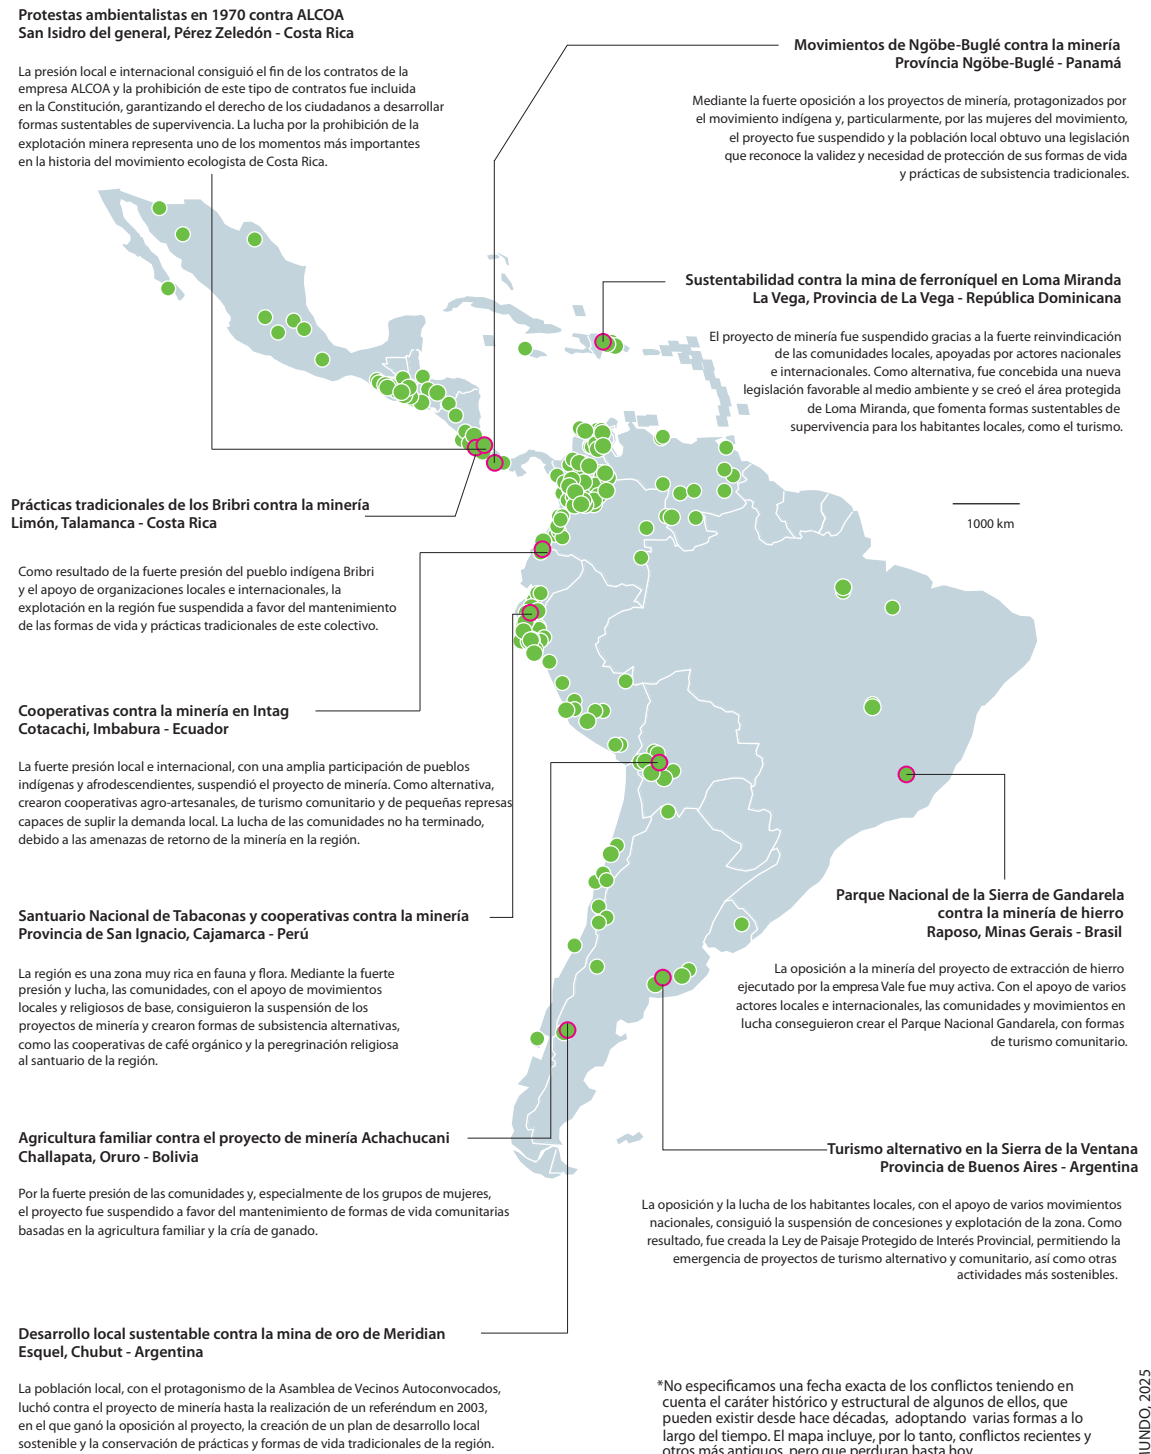 Protestas ambientalistas en 1970 contra ALCOA
San Isidro del general, Pérez Zeledón - Costa Rica
La presión local e internacional consiguió el fin de los contratos de la
empresa ALCOA y la prohibición de este tipo de contratos fue incluida
en la Constitución, garantizando el derecho de los ciudadanos a desarrollar
formas sustentables de supervivencia. La lucha por la prohibición de la
explotación minera representa uno de los momentos más importantes
en la historia del movimiento ecologista de Costa Rica.
Movimientos de Ngöbe-Buglé contra la minería
Província Ngöbe-Buglé - Panamá
Mediante la fuerte oposición a los proyectos de minería, protagonizados por
el movimiento indígena y, particularmente, por las mujeres del movimiento,
el proyecto fue suspendido y la población local obtuvo una legislación
que reconoce la validez y necesidad de protección de sus formas de vida
y prácticas de subsistencia tradicionales.
Sustentabilidad contra la mina de ferroníquel en Loma Miranda
La Vega, Provincia de La Vega - República Dominicana
El proyecto de minería fue suspendido gracias a la fuerte reinvindicación
de las comunidades locales, apoyadas por actores nacionales
e internacionales. Como alternativa, fue concebida una nueva
legislación favorable al medio ambiente y se creó el área protegida
de Loma Miranda, que fomenta formas sustentables de
supervivencia para los habitantes locales, como el turismo.
Prácticas tradicionales de los Bribri contra la minería
Limón, Talamanca - Costa Rica
1000 km
Como resultado de la fuerte presión del pueblo indígena Bribri
y el apoyo de organizaciones locales e internacionales, la
explotación en la región fue suspendida a favor del mantenimiento
de las formas de vida y prácticas tradicionales de este colectivo.
Cooperativas contra la minería en Intag
Cotacachi, Imbabura - Ecuador
La fuerte presión local e internacional, con una amplia participación de pueblos
indígenas y afrodescendientes, suspendió el proyecto de minería. Como alternativa,
crearon cooperativas agro-artesanales, de turismo comunitario y de pequeñas represas
capaces de suplir la demanda local. La lucha de las comunidades no ha terminado,
debido a las amenazas de retorno de la minería en la región.
Santuario Nacional de Tabaconas y cooperativas contra la minería
Provincia de San Ignacio, Cajamarca - Perú
La región es una zona muy rica en fauna y flora. Mediante la fuerte
presión y lucha, las comunidades, con el apoyo de movimientos
locales y religiosos de base, consiguieron la suspensión de los
proyectos de minería y crearon formas de subsistencia alternativas,
como las cooperativas de café orgánico y la peregrinación religiosa
al santuario de la región.
Parque Nacional de la Sierra de Gandarela
contra la minería de hierro
Raposo, Minas Gerais - Brasil
La oposición a la minería del proyecto de extracción de hierro
ejecutado por la empresa Vale fue muy activa. Con el apoyo de varios
actores locales e internacionales, las comunidades y movimientos en
lucha conseguieron crear el Parque Nacional Gandarela, con formas
de turismo comunitario.
Agricultura familiar contra el proyecto de minería Achachucani
Challapata, Oruro - Bolivia
Por la fuerte presión de las comunidades y, especialmente de los grupos de mujeres,
el proyecto fue suspendido a favor del mantenimiento de formas de vida comunitarias
basadas en la agricultura familiar y la cría de ganado.
Turismo alternativo en la Sierra de la Ventana
Provincia de Buenos Aires - Argentina
La oposición y la lucha de los habitantes locales, con el apoyo de varios movimientos
nacionales, consiguió la suspensión de concesiones y explotación de la zona. Como
resultado, fue creada la Ley de Paisaje Protegido de Interés Provincial, permitiendo la
emergencia de proyectos de turismo alternativo y comunitario, así como otras
actividades más sostenibles.
Desarrollo local sustentable contra la mina de oro de Meridian
Esquel, Chubut - Argentina
La población local, con el protagonismo de la Asamblea de Vecinos Autoconvocados,
luchó contra el proyecto de minería hasta la realización de un referéndum en 2003,
en el que ganó la oposición al proyecto, la creación de un plan de desarrollo local
sostenible y la conservación de prácticas y formas de vida tradicionales de la región.
*No especificamos una fecha exacta de los conflictos teniendo en
cuenta el caráter histórico y estructural de algunos de ellos, que
pueden existir desde hace décadas, adoptando varias formas a lo
largo del tiempo. El mapa incluye, por lo tanto, conflictos recientes y
otros más antiguos, pero que perduran hasta hoy.
UNDO, 2025